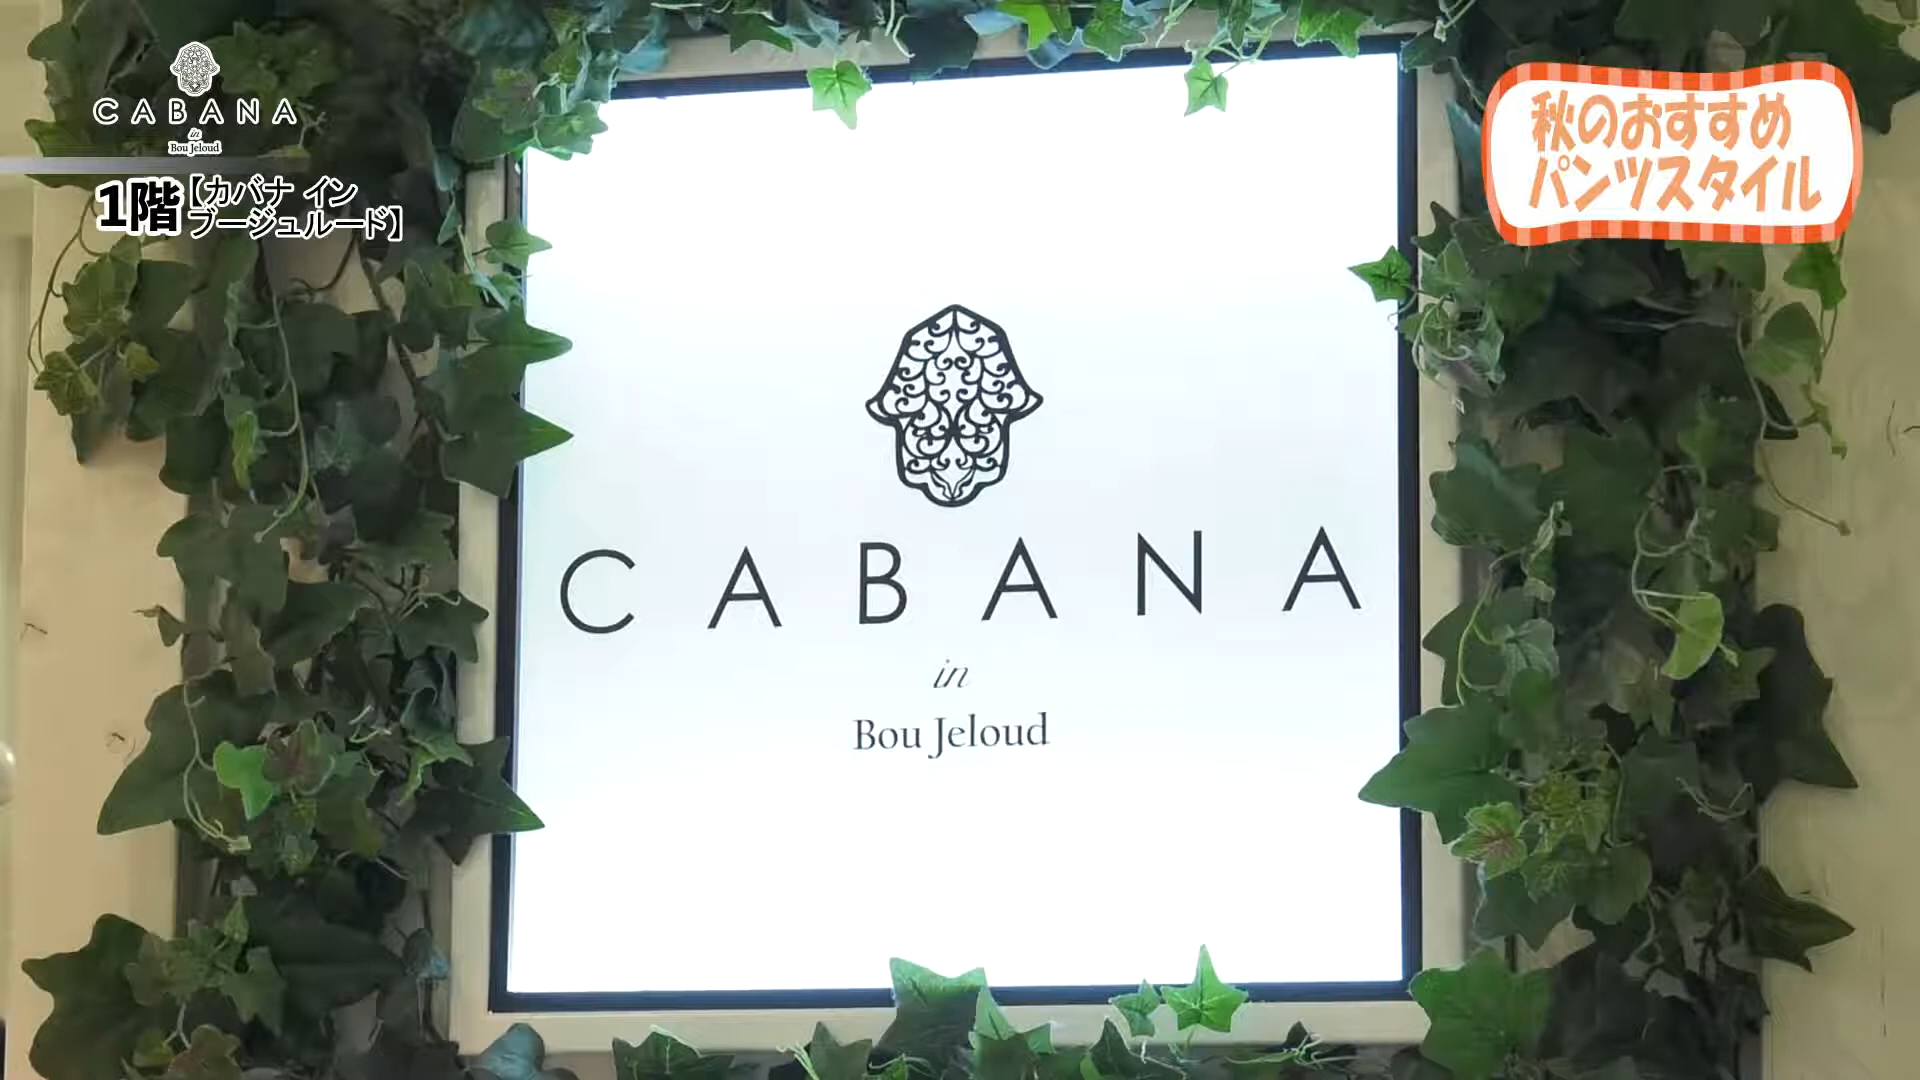 CABANA
in
Bou Jeloud
1階【カバナ イン
ブージュルード】
秋のおすすめ
パンツスタイル
CABANA
in
Bou Jeloud